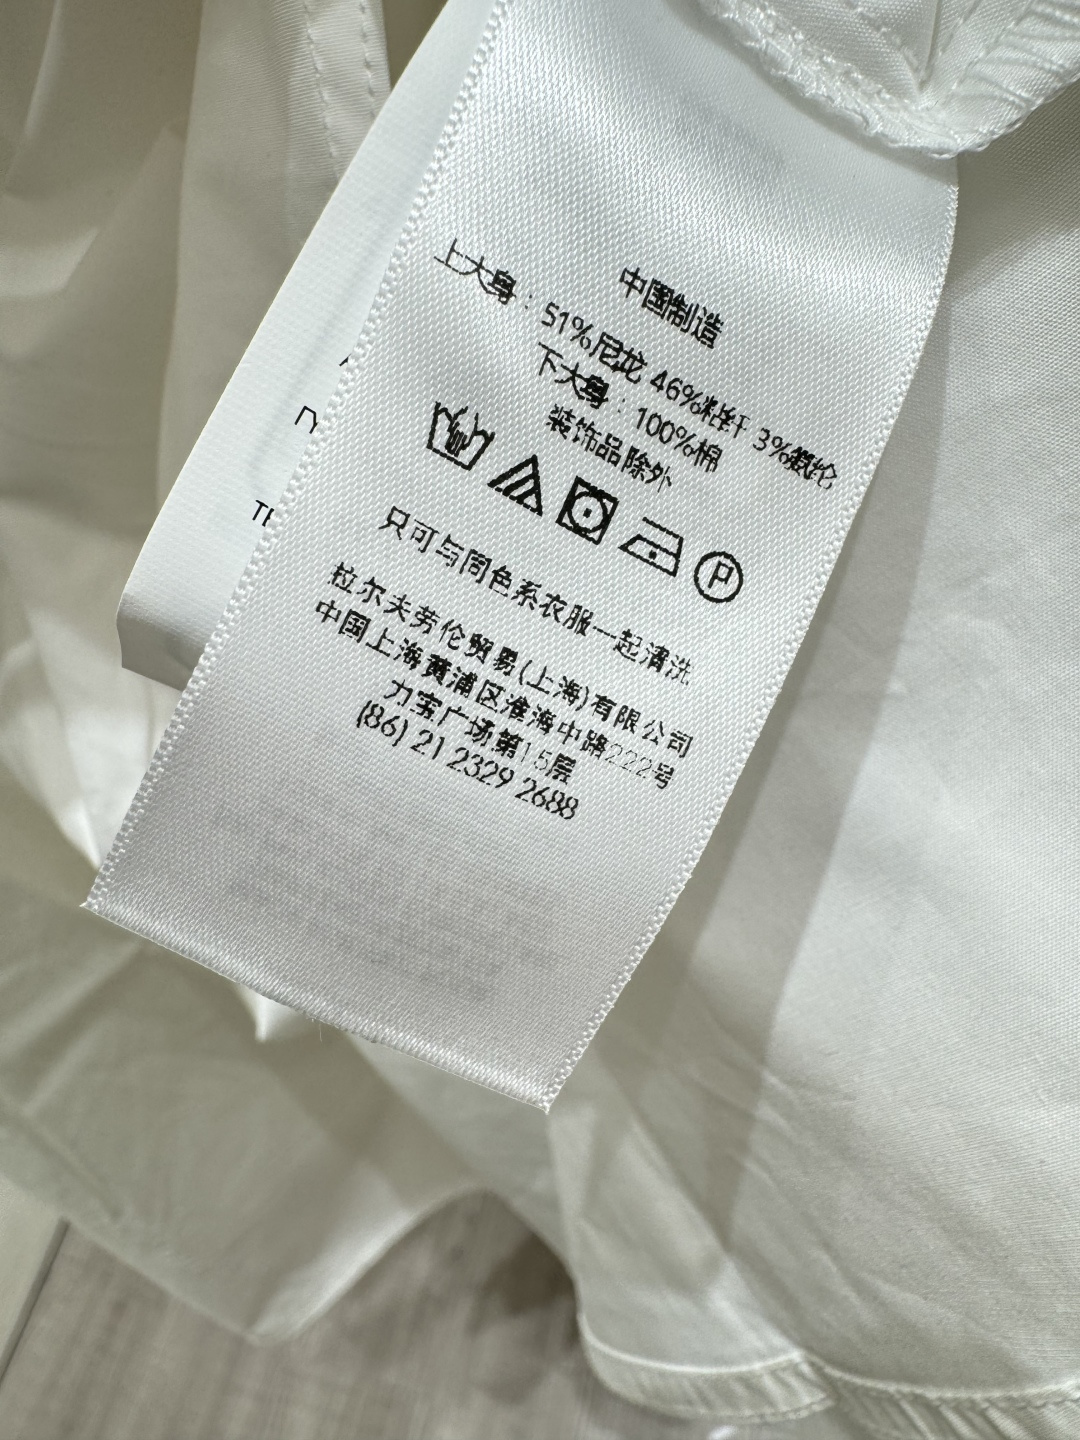 中国制造
上大身：51%尼龙 46%粘纤 3%氨纶
下大身：100%棉
装饰品除外
P
只可与同色系衣服一起清洗
拉尔夫劳伦贸易(上海)有限公司
中国上海黄浦区淮海中路222号
力宝广场第15层
(86) 21 2329 2688